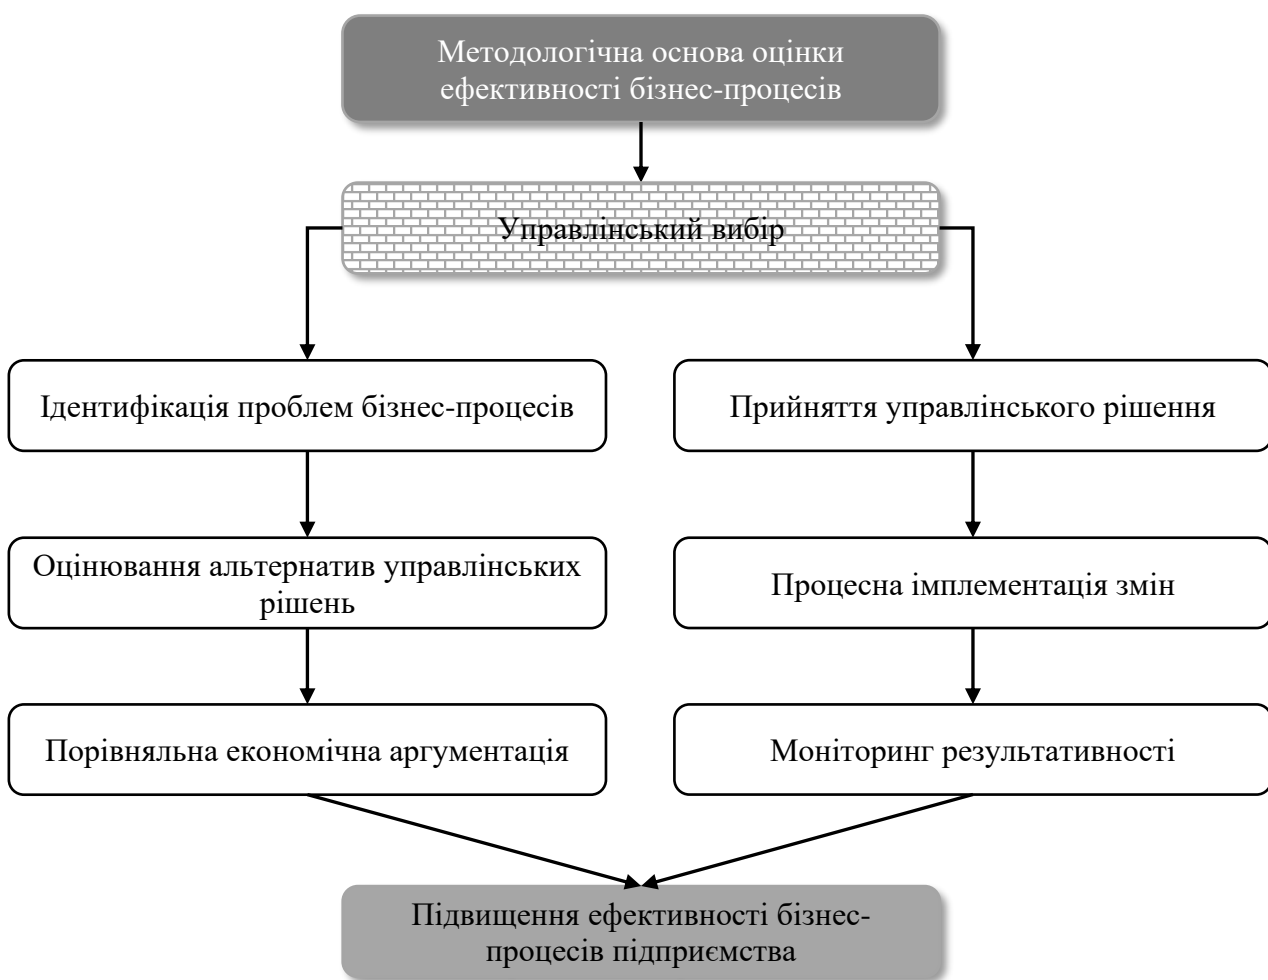 Методологічна основа оцінки
ефективності бізнес-процесів
Управлінський вибір
Ідентифікація проблем бізнес-процесів
Прийняття управлінського рішення
Оцінювання альтернатив управлінських
рішень
Процесна імплементація змін
Порівняльна економічна аргументація
Моніторинг результативності
Підвищення ефективності бізнес-
процесів підприємства